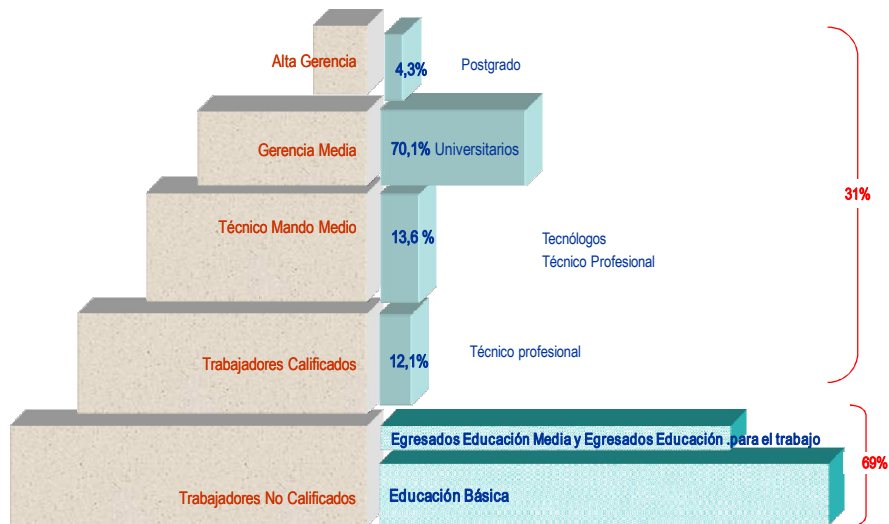 Alta Gerencia
4,3%
Postgrado
Gerencia Media
70,1% Universitarios
31%
Técnico Mando Medio
13,6 %
Tecnólogos
Técnico Profesional
Trabajadores Calificados
12,1%
Técnico profesional
Egresados Educación Media y Egresados Educación .para el trabajo
69%
Trabajadores No Calificados
Educación Básica